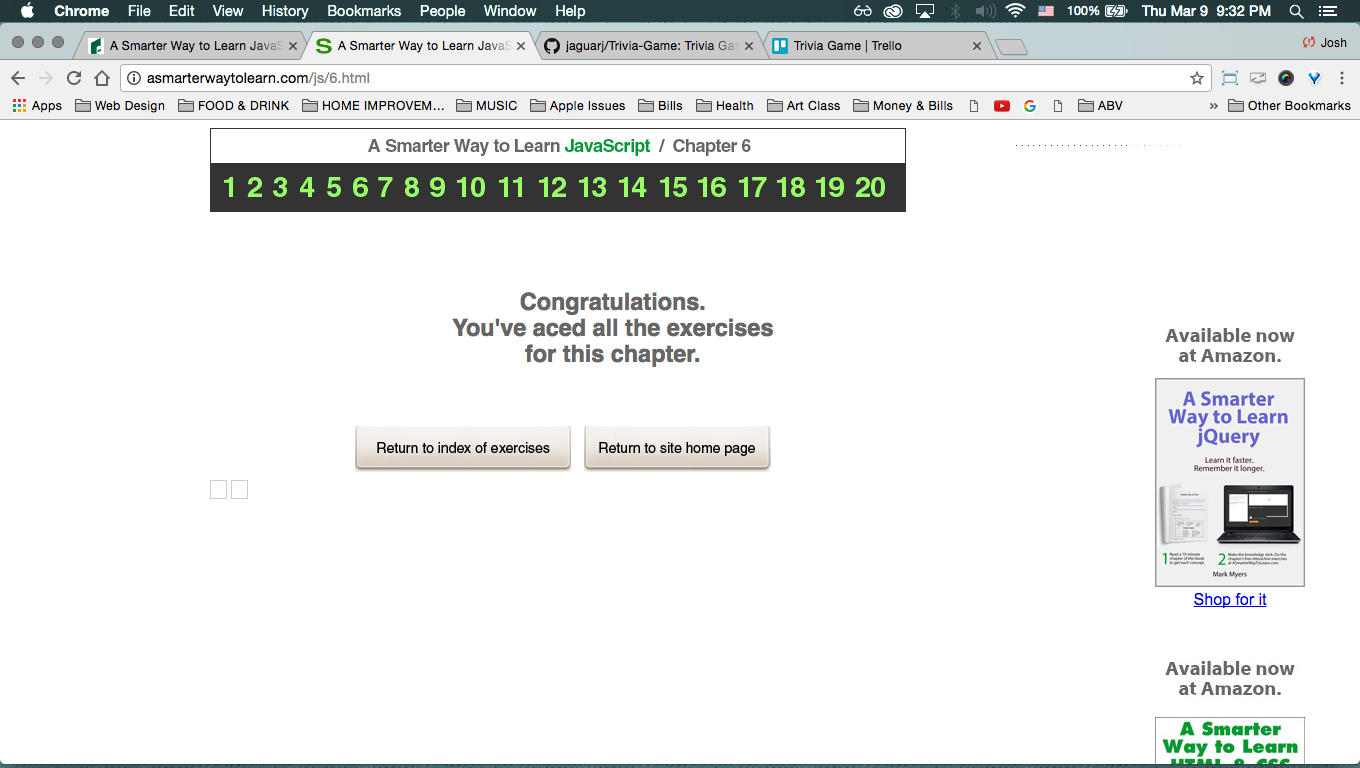 Chrome File Edit View History Bookmarks People Window Help 100% Thu Mar 9 9:32 PM
A Smarter Way to Learn JavaS
A Smarter Way to Learn JavaS
jaguarj/Trivia-Game: Trivia Gar
Trivia Game | Trello
Josh
asmarterwaytolearn.com/js/6.html
Apps Web Design FOOD & DRINK HOME IMPROVEM... MUSIC Apple Issues Bills Health Art Class Money & Bills ABV » Other Bookmarks
A Smarter Way to Learn JavaScript / Chapter 6
1 2 3 4 5 6 7 8 9 10 11 12 13 14 15 16 17 18 19 20
Congratulations.
You've aced all the exercises
for this chapter.
Return to index of exercises
Return to site home page
Available now
at Amazon.
A Smarter
Way to Learn
jQuery
Learn it faster.
Remember it longer.
1 Read a 10-minute
chapter of this book
to get each concept.
2 Make the knowledge stick. Do the
chapter's free interactive exercises
at ASmarterWayToLearn.com.
Mark Myers
Shop for it
Available now
at Amazon.
A Smarter
Way to Learn
HTML & CSS